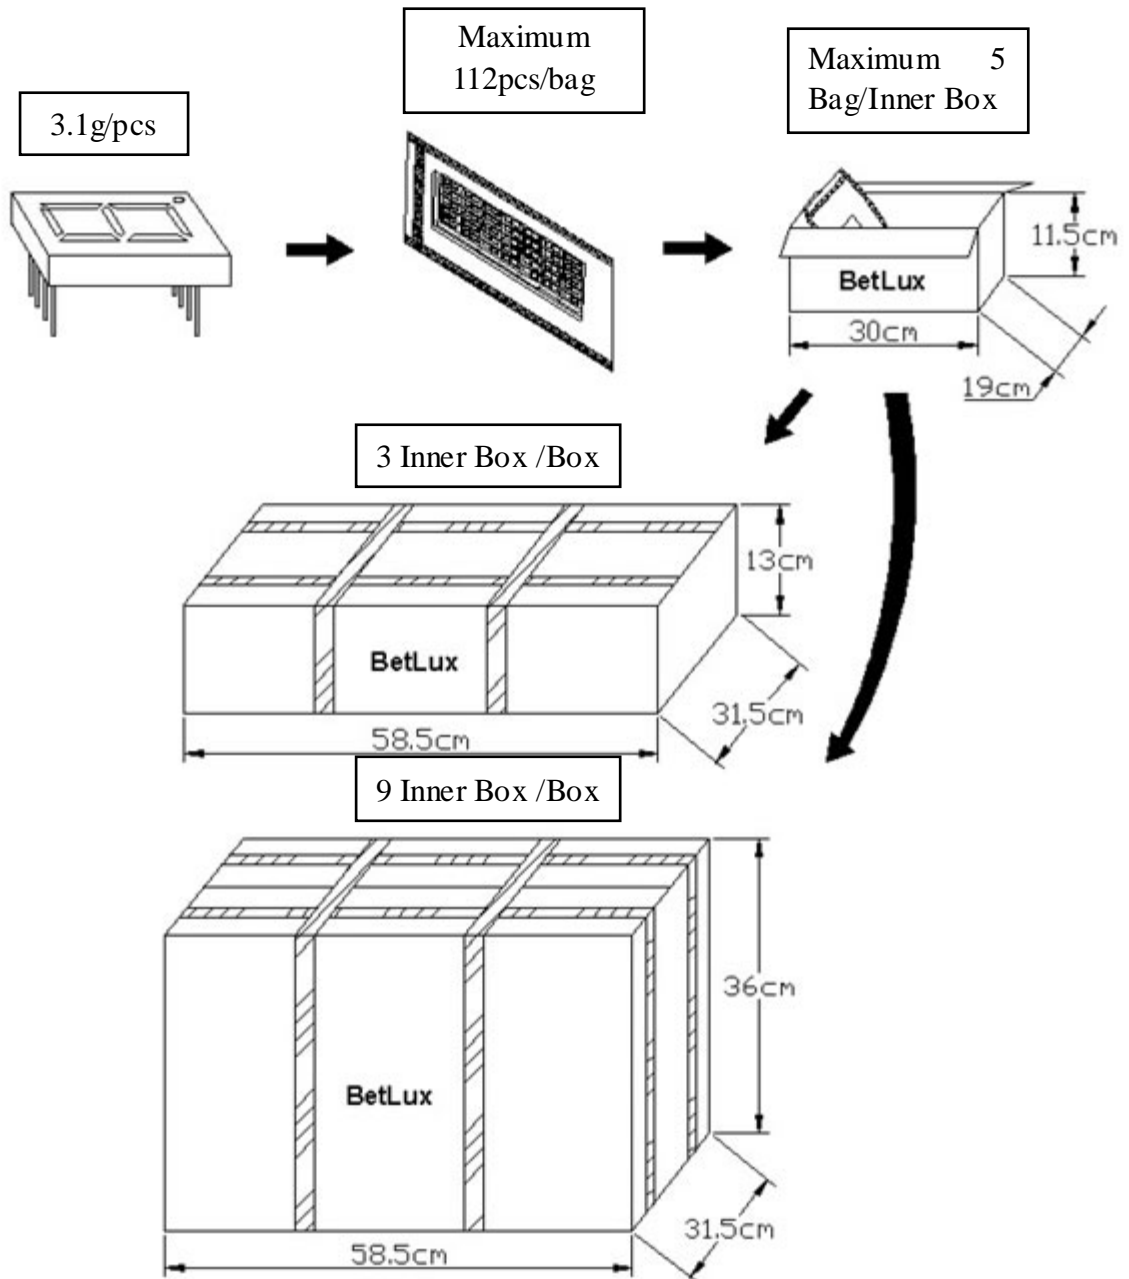 Maximum
112pcs/bag
Maximum 5
Bag/Inner Box
3.1g/pcs
11.5cm
BetLux
30cm
19cm
3 Inner Box /Box
13cm
BetLux
31.5cm
58.5cm
9 Inner Box /Box
36cm
BetLux
31.5cm
58.5cm